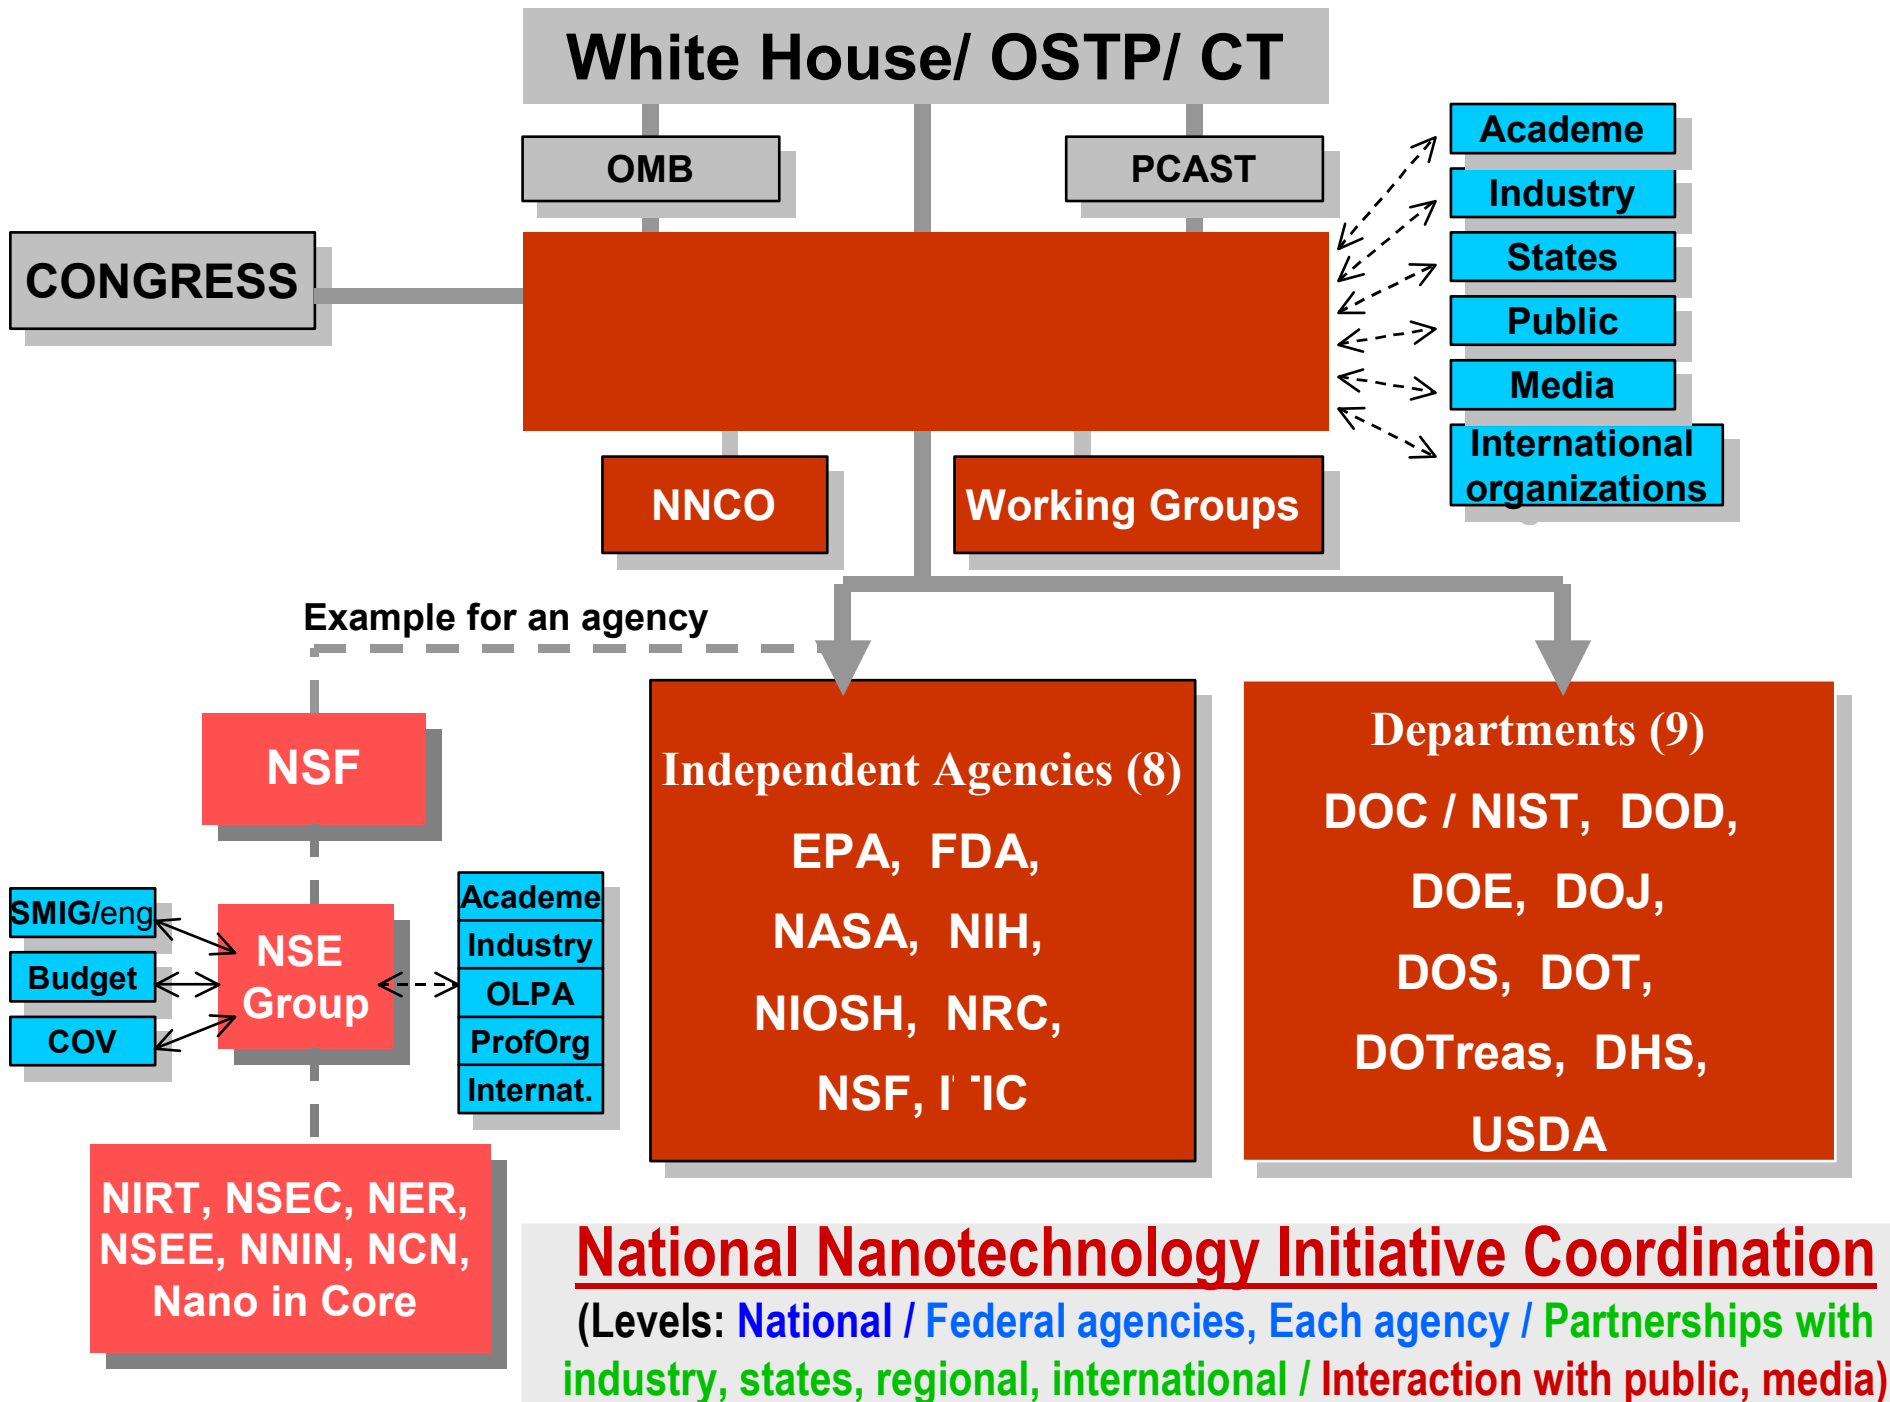 White House/ OSTP/ CT
OMB
PCAST
CONGRESS
Academe
Industry
States
Public
Media
International
organizations
NNCO
Working Groups
Example for an agency
NSF
SMIG/eng
Budget
COV
NSE
Group
Academe
Industry
OLPA
ProfOrg
Internat.
NIRT, NSEC, NER,
NSEE, NNIN, NCN,
Nano in Core
Independent Agencies (8)
EPA, FDA,
NASA, NIH,
NIOSH, NRC,
NSF,
Departments (9)
DOC / NIST, DOD,
DOE, DOJ,
DOS, DOT,
DOTreas, DHS,
USDA
National Nanotechnology Initiative Coordination
(Levels: National / Federal agencies, Each agency / Partnerships with
industry, states, regional, international / Interaction with public, media)